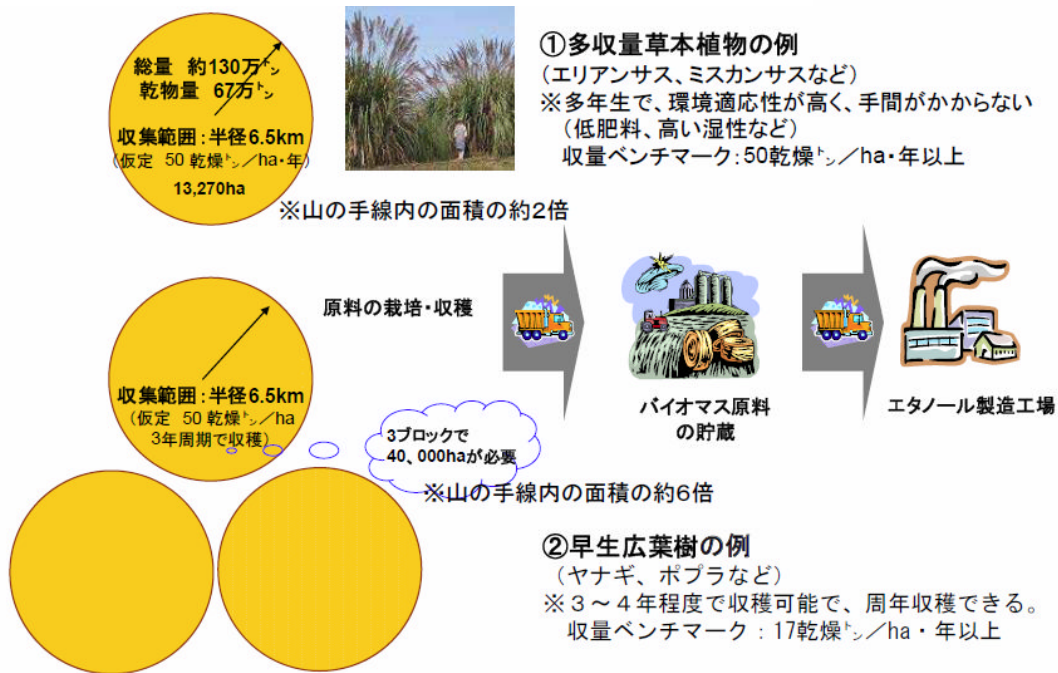 総量 約130万㌧
乾物量 67万㌧
収集範囲:半径6.5km
(仮定 50 乾燥㌧/ha・年)
13,270ha
①多収量草本植物の例
(エリアンサス、ミスカンサスなど)
※多年生で、環境適応性が高く、手間がかからない
(低肥料、高い湿性など)
収量ベンチマーク:50乾燥㌧/ha・年以上
※山の手線内の面積の約2倍
原料の栽培・収穫
バイオマス原料
の貯蔵
エタノール製造工場
収集範囲:半径6.5km
(仮定 50 乾燥㌧/ha
3年周期で収穫)
3ブロックで
40、000haが必要
※山の手線内の面積の約6倍
②早生広葉樹の例
(ヤナギ、ポプラなど)
※3~4年程度で収穫可能で、周年収穫できる。
収量ベンチマーク:17乾燥㌧/ha・年以上